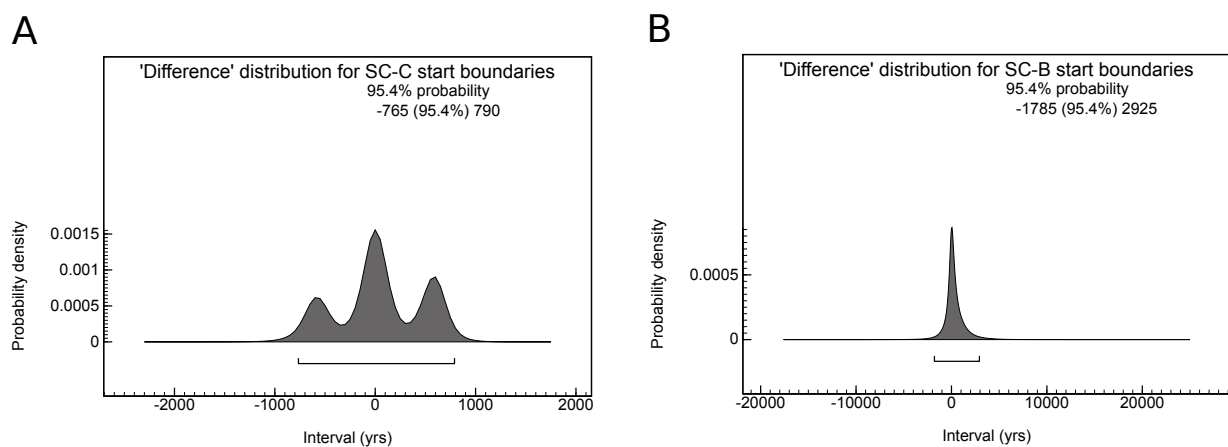 A
'Difference' distribution for SC-C start boundaries
95.4% probability
-765 (95.4%) 790
Probability density
0.0015
0.001
0.0005
0
-2000 -1000 0 1000 2000
Interval (yrs)
B
'Difference' distribution for SC-B start boundaries
95.4% probability
-1785 (95.4%) 2925
Probability density
0.0005
0
-20000 -10000 0 10000 20000
Interval (yrs)